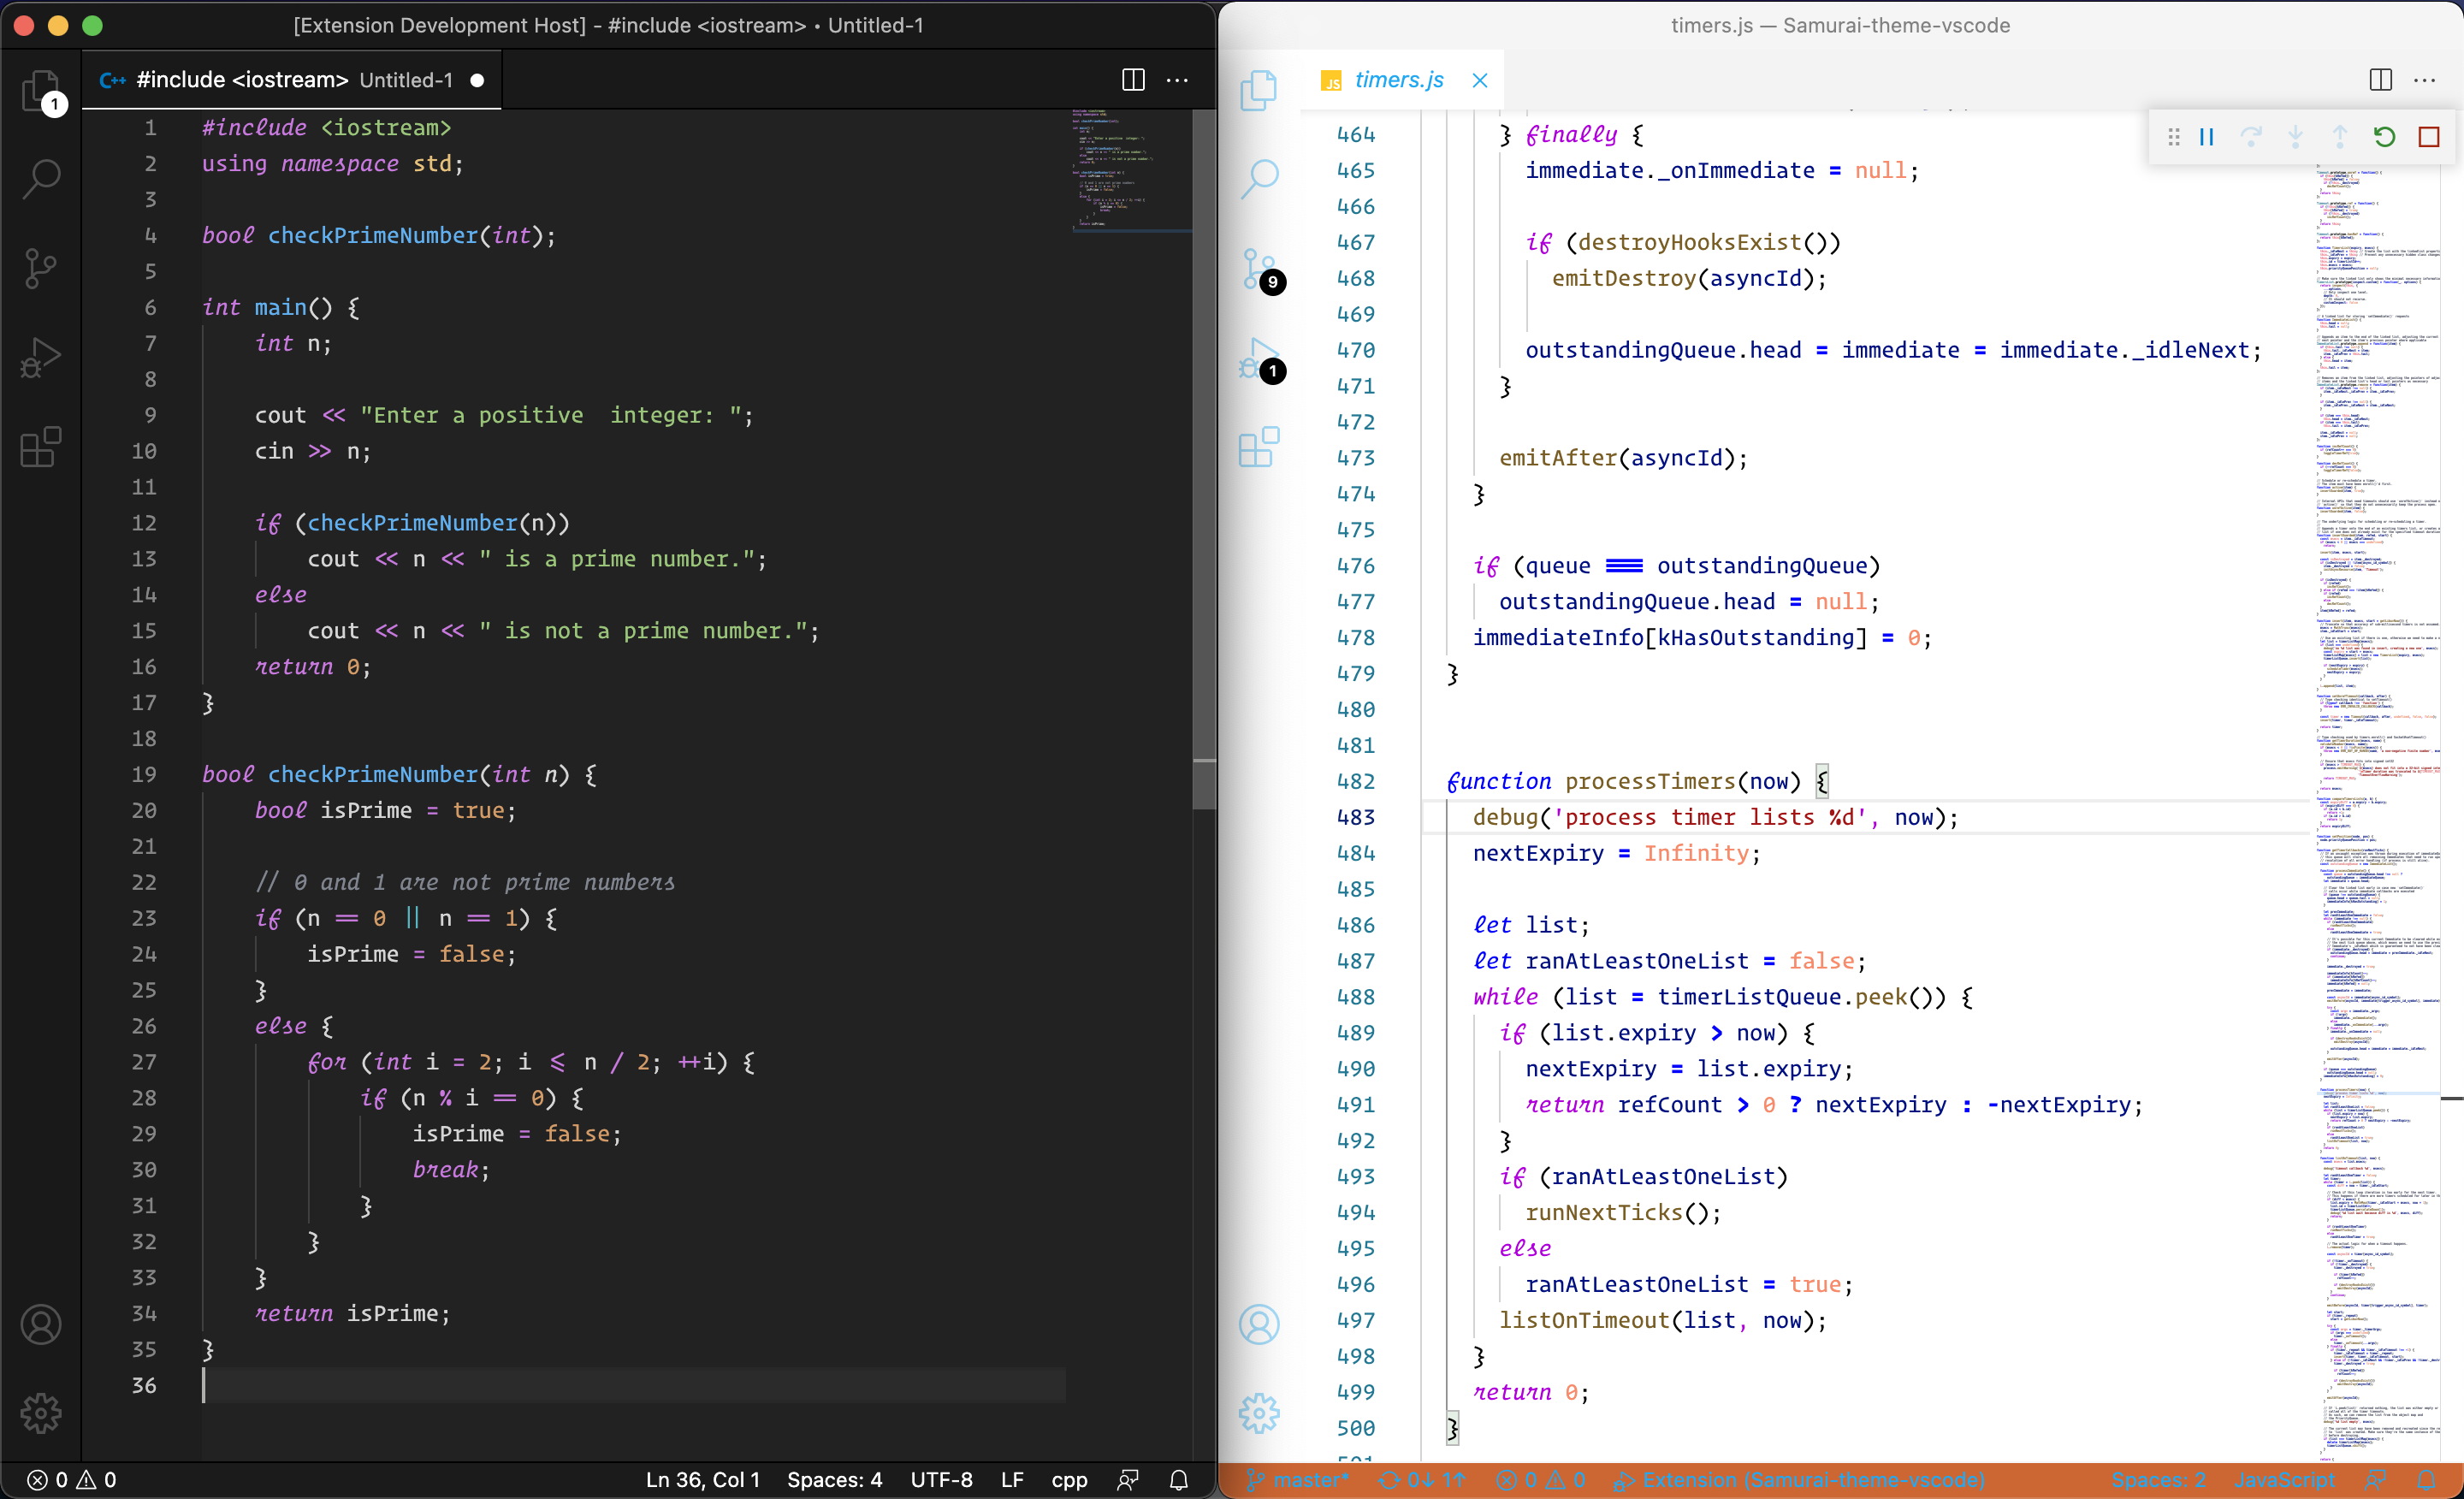 [Extension Development Host] - #include <iostream> • Untitled-1
C++ #include <iostream> Untitled-1 ●
1
1 #include <iostream>
2 using namespace std;
3
4 bool checkPrimeNumber(int);
5
6 int main() {
7 int n;
8
9 cout << "Enter a positive  integer: ";
10 cin >> n;
11
12 if (checkPrimeNumber(n))
13 cout << n << " is a prime number.";
14 else
15 cout << n << " is not a prime number.";
16 return 0;
17 }
18
19 bool checkPrimeNumber(int n) {
20 bool isPrime = true;
21
22 // 0 and 1 are not prime numbers
23 if (n == 0 || n == 1) {
24 isPrime = false;
25 }
26 else {
27 for (int i = 2; i <= n / 2; ++i) {
28 if (n % i == 0) {
29 isPrime = false;
30 break;
31 }
32 }
33 }
34 return isPrime;
35 }
36
0 0 Ln 36, Col 1 Spaces: 4 UTF-8 LF cpp
timers.js — Samurai-theme-vscode
JS timers.js
9
1
464 } finally {
465 immediate._onImmediate = null;
466
467 if (destroyHooksExist())
468 emitDestroy(asyncId);
469
470 outstandingQueue.head = immediate = immediate._idleNext;
471 }
472
473 emitAfter(asyncId);
474 }
475
476 if (queue === outstandingQueue)
477 outstandingQueue.head = null;
478 immediateInfo[kHasOutstanding] = 0;
479 }
480
481
482 function processTimers(now) {
483 debug('process timer lists %d', now);
484 nextExpiry = Infinity;
485
486 let list;
487 let ranAtLeastOneList = false;
488 while (list = timerListQueue.peek()) {
489 if (list.expiry > now) {
490 nextExpiry = list.expiry;
491 return refCount > 0 ? nextExpiry : -nextExpiry;
492 }
493 if (ranAtLeastOneList)
494 runNextTicks();
495 else
496 ranAtLeastOneList = true;
497 listOnTimeout(list, now);
498 }
499 return 0;
500 }
master* 0↓ 1↑ 0 0 Extension (Samurai-theme-vscode) Spaces: 2 JavaScript